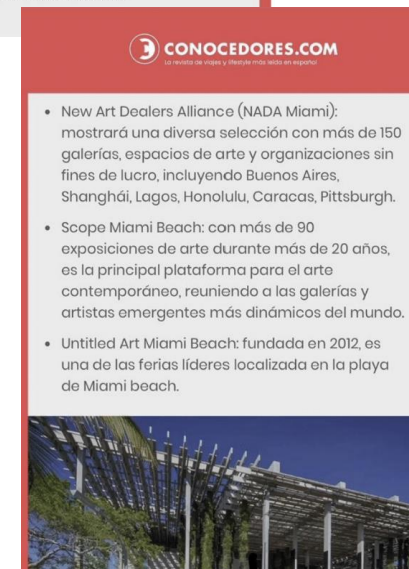 CONOCEDORES.COM
La revista de viajes y lifestyle más leída en español
• New Art Dealers Alliance (NADA Miami):
mostrará una diversa selección con más de 150
galerías, espacios de arte y organizaciones sin
fines de lucro, incluyendo Buenos Aires,
Shanghái, Lagos, Honolulu, Caracas, Pittsburgh.
• Scope Miami Beach: con más de 90
exposiciones de arte durante más de 20 años,
es la principal plataforma para el arte
contemporáneo, reuniendo a las galerías y
artistas emergentes más dinámicos del mundo.
• Untitled Art Miami Beach: fundada en 2012, es
una de las ferias líderes localizada en la playa
de Miami beach.